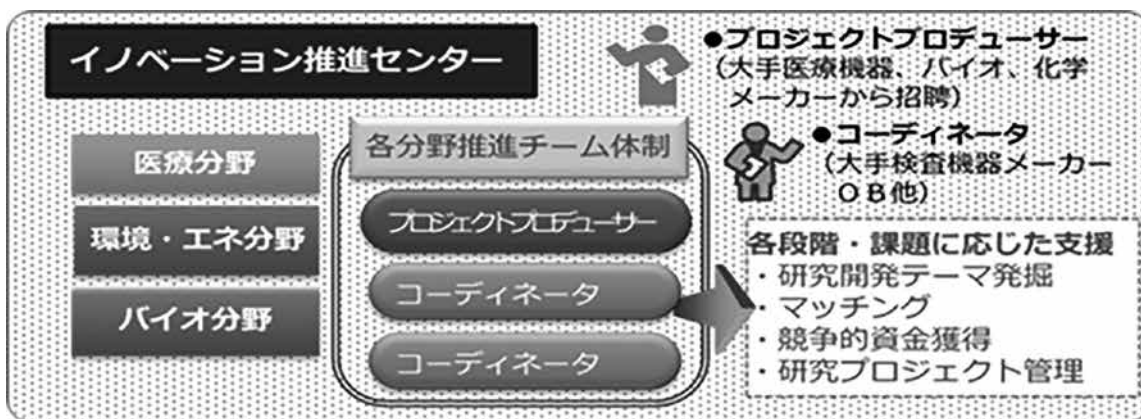 イノベーション推進センター
医療分野
環境・エネ分野
バイオ分野
各分野推進チーム体制
プロジェクトプロデューサー
コーディネータ
コーディネータ
●プロジェクトプロデューサー
（大手医療機器、バイオ、化学
メーカーから招聘）
●コーディネータ
（大手検査機器メーカー
ＯＢ他）
各段階・課題に応じた支援
・研究開発テーマ発掘
・マッチング
・競争的資金獲得
・研究プロジェクト管理